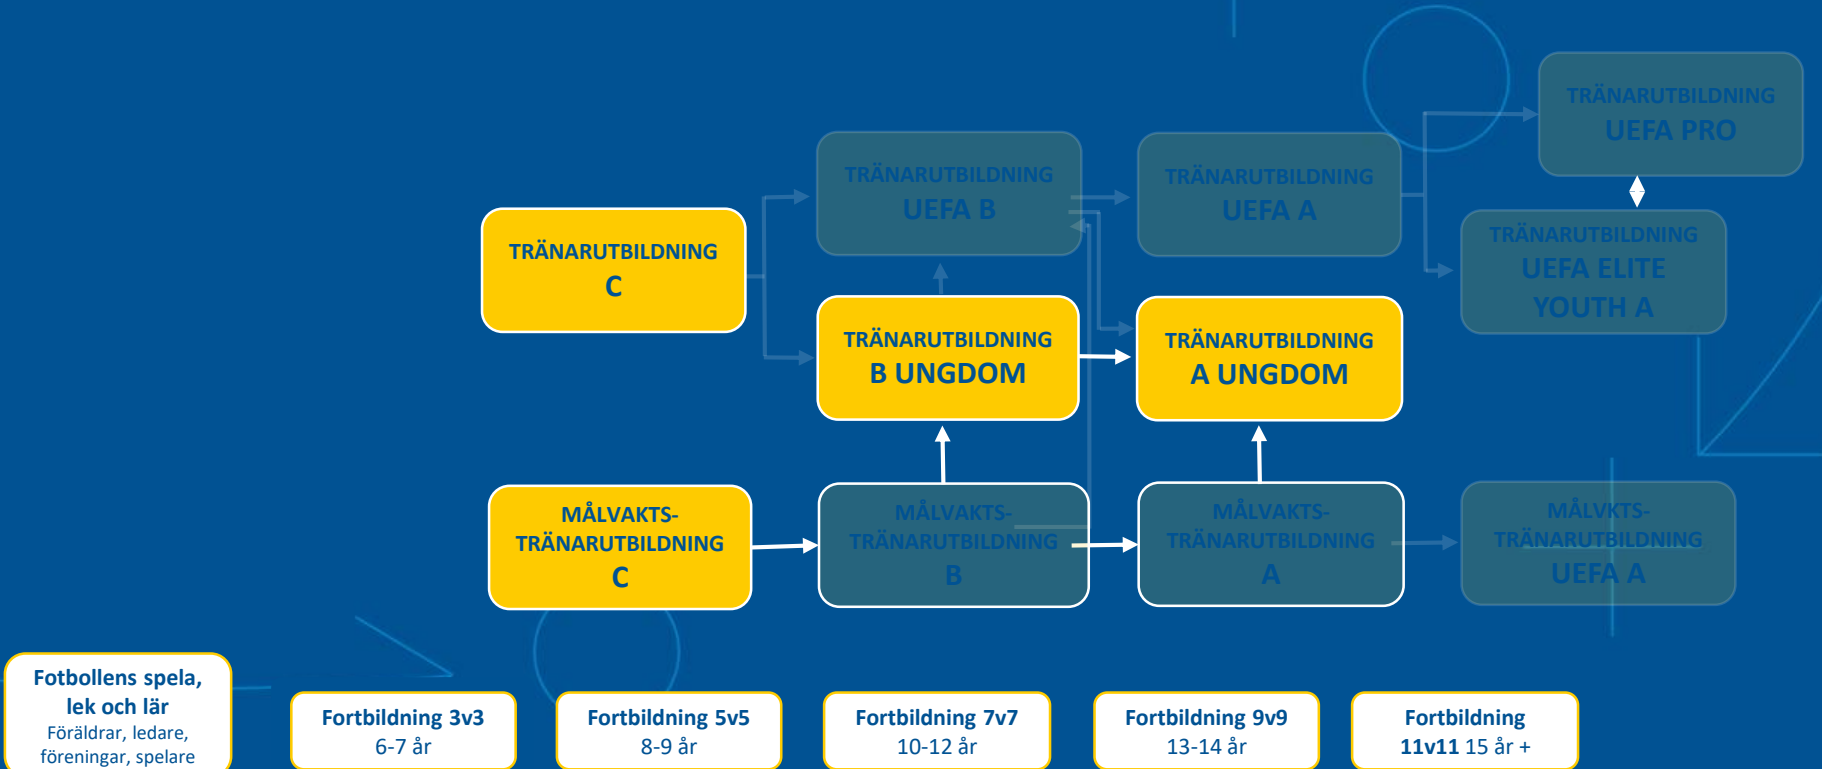 TRÄNARUTBILDNING
UEFA PRO
TRÄNARUTBILDNING
UEFA B
TRÄNARUTBILDNING
UEFA A
TRÄNARUTBILDNING
UEFA ELITE
YOUTH A
TRÄNARUTBILDNING
C
TRÄNARUTBILDNING
B UNGDOM
TRÄNARUTBILDNING
A UNGDOM
MÅLVAKTS-
TRÄNARUTBILDNING
C
MÅLVAKTS-
TRÄNARUTBILDNING
B
MÅLVAKTS-
TRÄNARUTBILDNING
A
MÅLVKTS-
TRÄNARUTBILDNING
UEFA A
Fotbollens spela,
lek och lär
Föräldrar, ledare,
föreningar, spelare
Fortbildning 3v3
6-7 år
Fortbildning 5v5
8-9 år
Fortbildning 7v7
10-12 år
Fortbildning 9v9
13-14 år
Fortbildning
11v11 15 år +